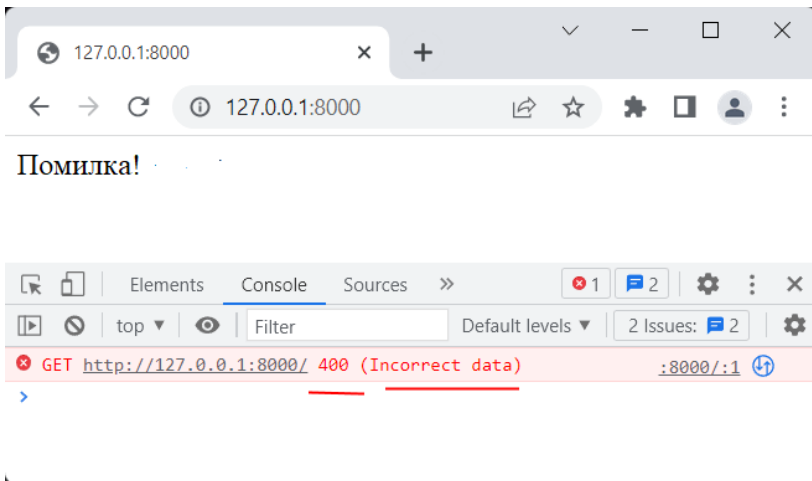 127.0.0.1:8000
127.0.0.1:8000
Помилка!
Elements Console Sources 1 2
top Filter Default levels 2 Issues: 2
GET http://127.0.0.1:8000/ 400 (Incorrect data) :8000/:1